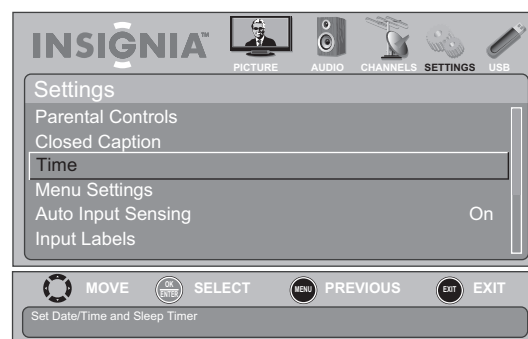 INSIGNIA™
PICTURE AUDIO CHANNELS SETTINGS USB
Settings
Parental Controls
Closed Caption
Time
Menu Settings
Auto Input Sensing On
Input Labels
MOVE OK ENTER SELECT MENU PREVIOUS EXIT EXIT
Set Date/Time and Sleep Timer